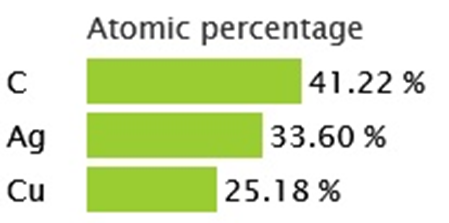 Atomic percentage
C 41.22 %
Ag 33.60 %
Cu 25.18 %